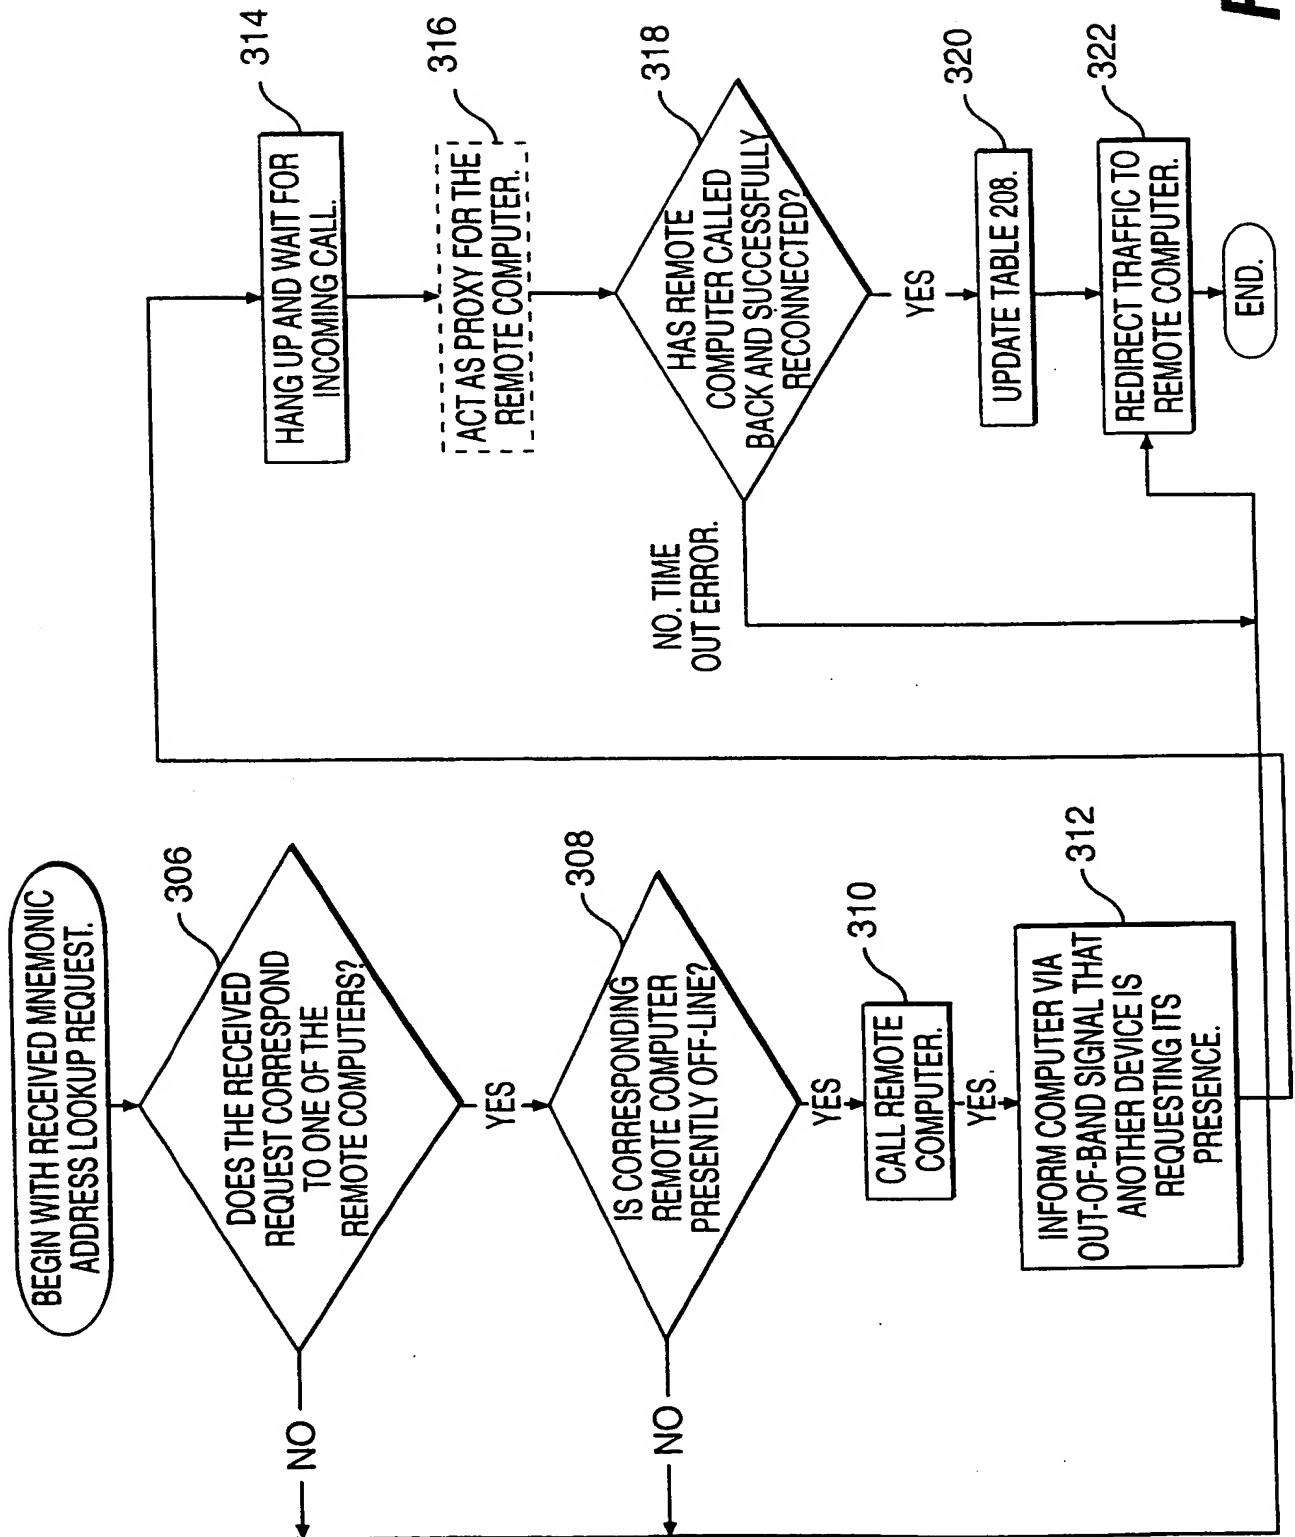 BEGIN WITH RECEIVED MNEMONIC
ADDRESS LOOKUP REQUEST.
306
DOES THE RECEIVED
REQUEST CORRESPOND
TO ONE OF THE
REMOTE COMPUTERS?
NO
YES
308
IS CORRESPONDING
REMOTE COMPUTER
PRESENTLY OFF-LINE?
NO
YES
310
CALL REMOTE
COMPUTER.
YES.
312
INFORM COMPUTER VIA
OUT-OF-BAND SIGNAL THAT
ANOTHER DEVICE IS
REQUESTING ITS
PRESENCE.
314
HANG UP AND WAIT FOR
INCOMING CALL.
316
ACT AS PROXY FOR THE
REMOTE COMPUTER.
318
HAS REMOTE
COMPUTER CALLED
BACK AND SUCCESSFULLY
RECONNECTED?
NO. TIME
OUT ERROR.
YES
320
UPDATE TABLE 208.
322
REDIRECT TRAFFIC TO
REMOTE COMPUTER.
END.